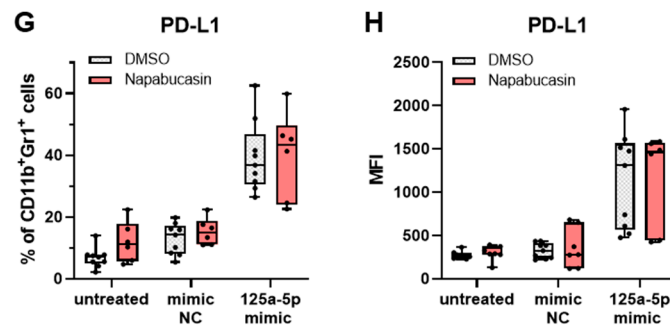 G
PD-L1
DMSO
Napabucasin
% of CD11b⁺Gr1⁺ cells
60
40
20
0
untreated
mimic
NC
125a-5p
mimic
H
PD-L1
DMSO
Napabucasin
MFI
2500
2000
1500
1000
500
0
untreated
mimic
NC
125a-5p
mimic